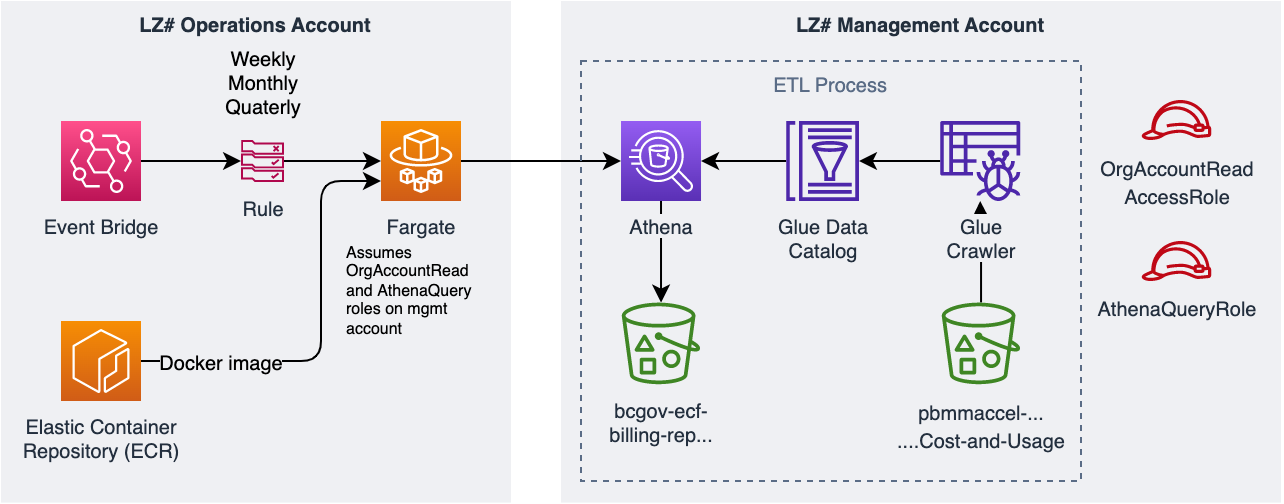 LZ# Operations Account
Weekly
Monthly
Quaterly
Event Bridge
Rule
Fargate
Assumes
OrgAccountRead
and AthenaQuery
roles on mgmt
account
Docker image
Elastic Container
Repository (ECR)
LZ# Management Account
ETL Process
Athena
Glue Data
Catalog
Glue
Crawler
bcgov-ecf-
billing-rep...
pbmmaccel-...
....Cost-and-Usage
OrgAccountRead
AccessRole
AthenaQueryRole